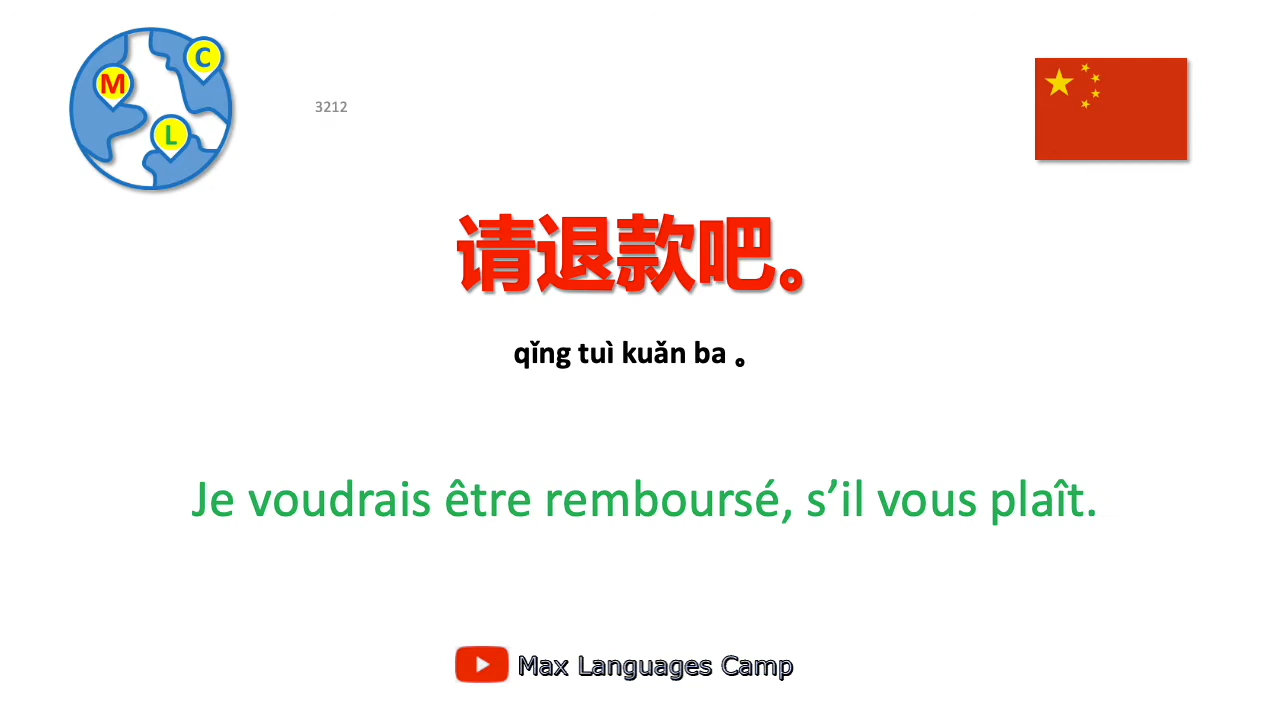 M
C
L
3212
请退款吧。
qǐng tuì kuǎn ba 。
Je voudrais être remboursé, s’il vous plaît.
Max Languages Camp